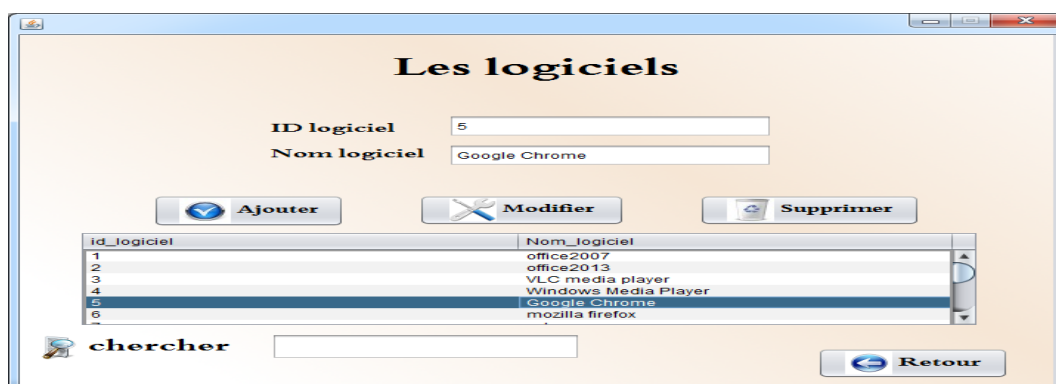 Les logiciels
ID logiciel 5
Nom logiciel Google Chrome
Ajouter Modifier Supprimer
id_logiciel Nom_logiciel
1 office2007
2 office2013
3 VLC media player
4 Windows Media Player
5 Google Chrome
6 mozilla firefox
chercher
Retour